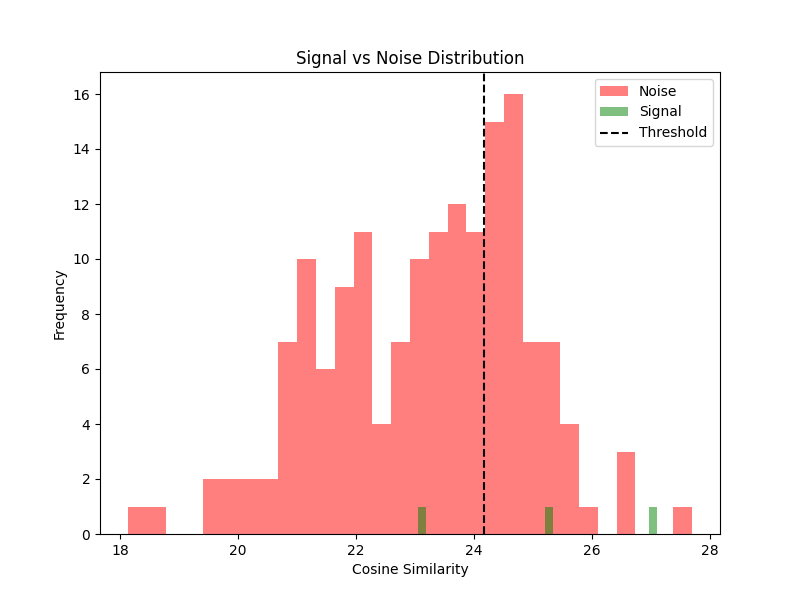 Signal vs Noise Distribution
Noise
Signal
Threshold
Frequency
16
14
12
10
8
6
4
2
0
18 20 22 24 26 28
Cosine Similarity